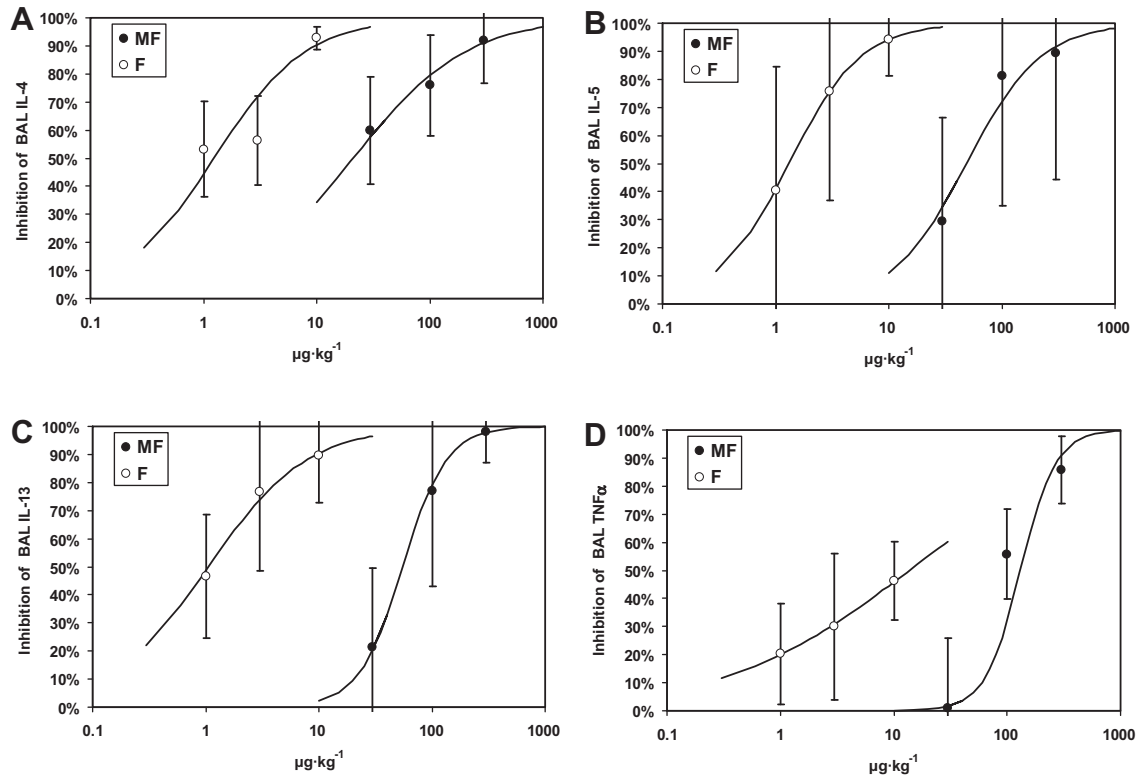 A
Inhibition of BAL IL-4
100%
90%
80%
70%
60%
50%
40%
30%
20%
10%
0%
MF
F
0.1 1 10 100 1000
µg·kg⁻¹
B
Inhibition of BAL IL-5
100%
90%
80%
70%
60%
50%
40%
30%
20%
10%
0%
MF
F
0.1 1 10 100 1000
µg·kg⁻¹
C
Inhibition of BAL IL-13
100%
90%
80%
70%
60%
50%
40%
30%
20%
10%
0%
MF
F
0.1 1 10 100 1000
µg·kg⁻¹
D
Inhibition of BAL TNFα
100%
90%
80%
70%
60%
50%
40%
30%
20%
10%
0%
MF
F
0.1 1 10 100 1000
µg·kg⁻¹